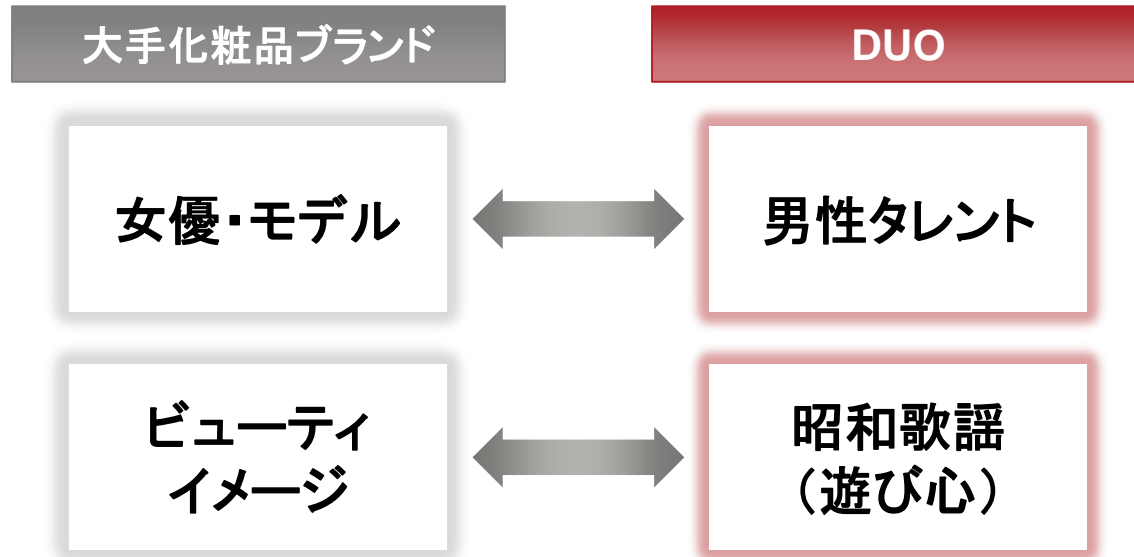 大手化粧品ブランド
DUO
女優・モデル
男性タレント
ビューティ
イメージ
昭和歌謡
（遊び心）